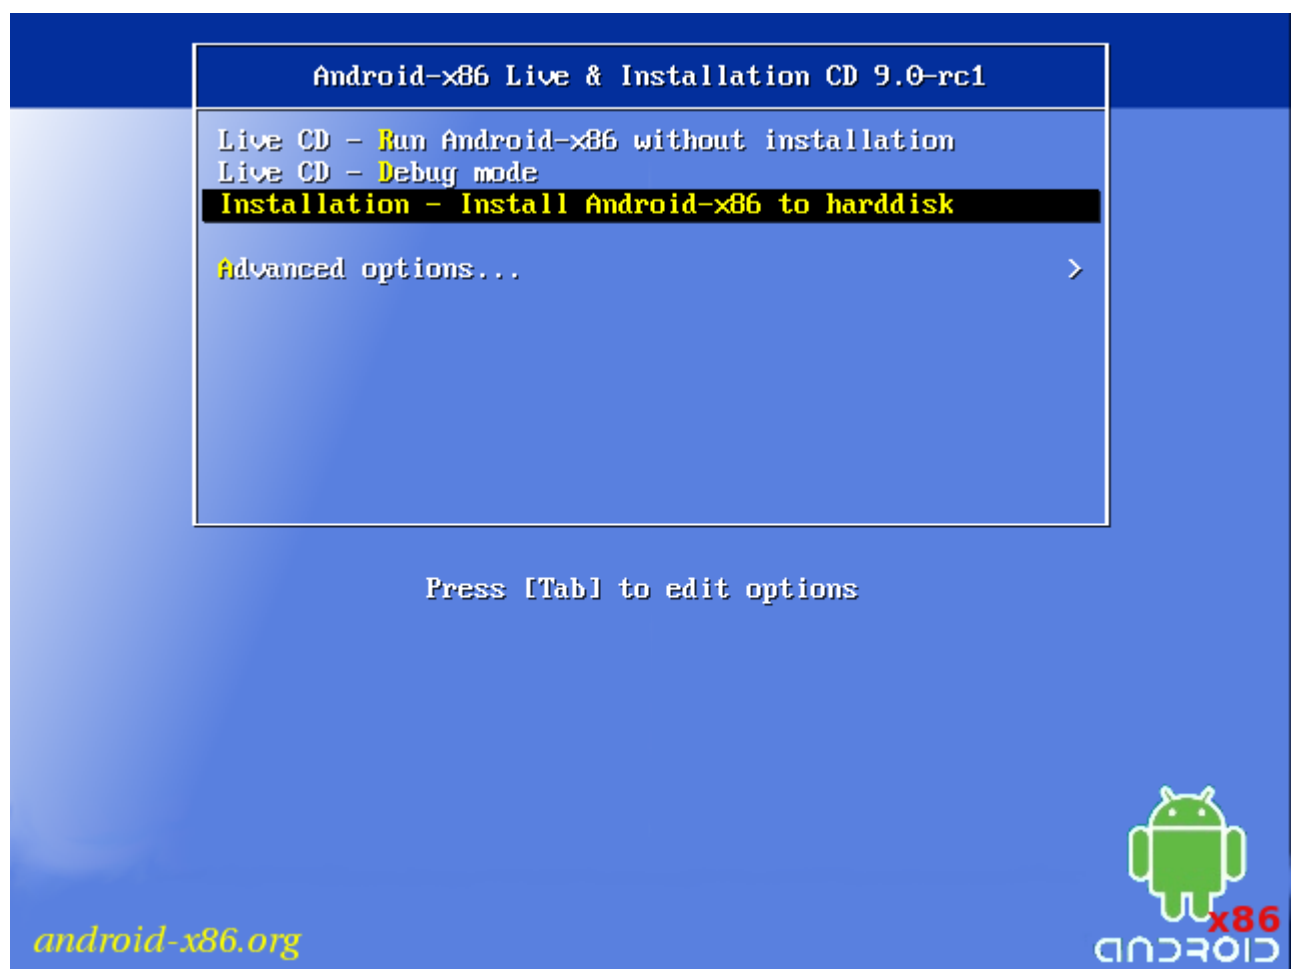 Android-x86 Live & Installation CD 9.0-rc1
Live CD - Run Android-x86 without installation
Live CD - Debug mode
Installation - Install Android-x86 to harddisk
Advanced options... >
Press [Tab] to edit options
x86
android-x86.org
android